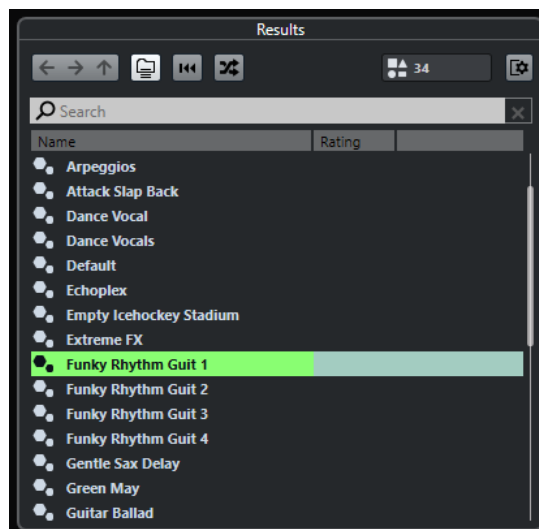 Results
34
Search
Name Rating
Arpeggios
Attack Slap Back
Dance Vocal
Dance Vocals
Default
Echoplex
Empty Icehockey Stadium
Extreme FX
Funky Rhythm Guit 1
Funky Rhythm Guit 2
Funky Rhythm Guit 3
Funky Rhythm Guit 4
Gentle Sax Delay
Green May
Guitar Ballad